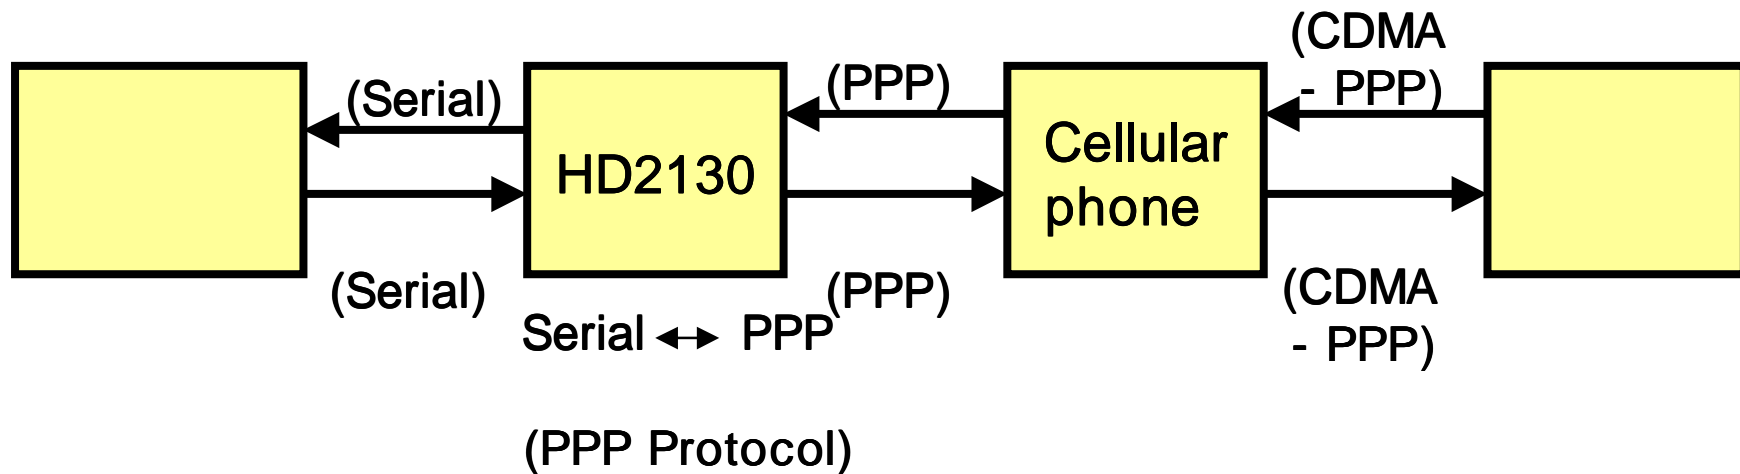 (CDMA
- PPP)
(Serial)
(PPP)
HD2130
Cellular
phone
(Serial)
(PPP)
(CDMA
- PPP)
Serial ↔ PPP
(PPP Protocol)